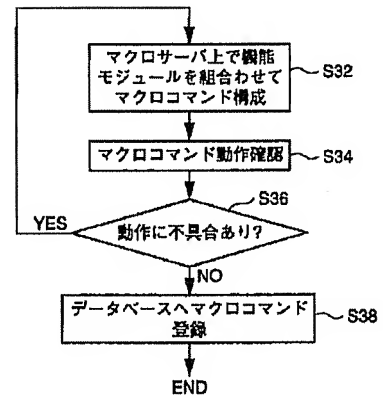 マクロサーバ上で機能
モジュールを組合わせて
マクロコマンド構成
S32
マクロコマンド動作確認
S34
S36
YES
動作に不具合あり?
NO
データベースへマクロコマンド
登録
S38
END